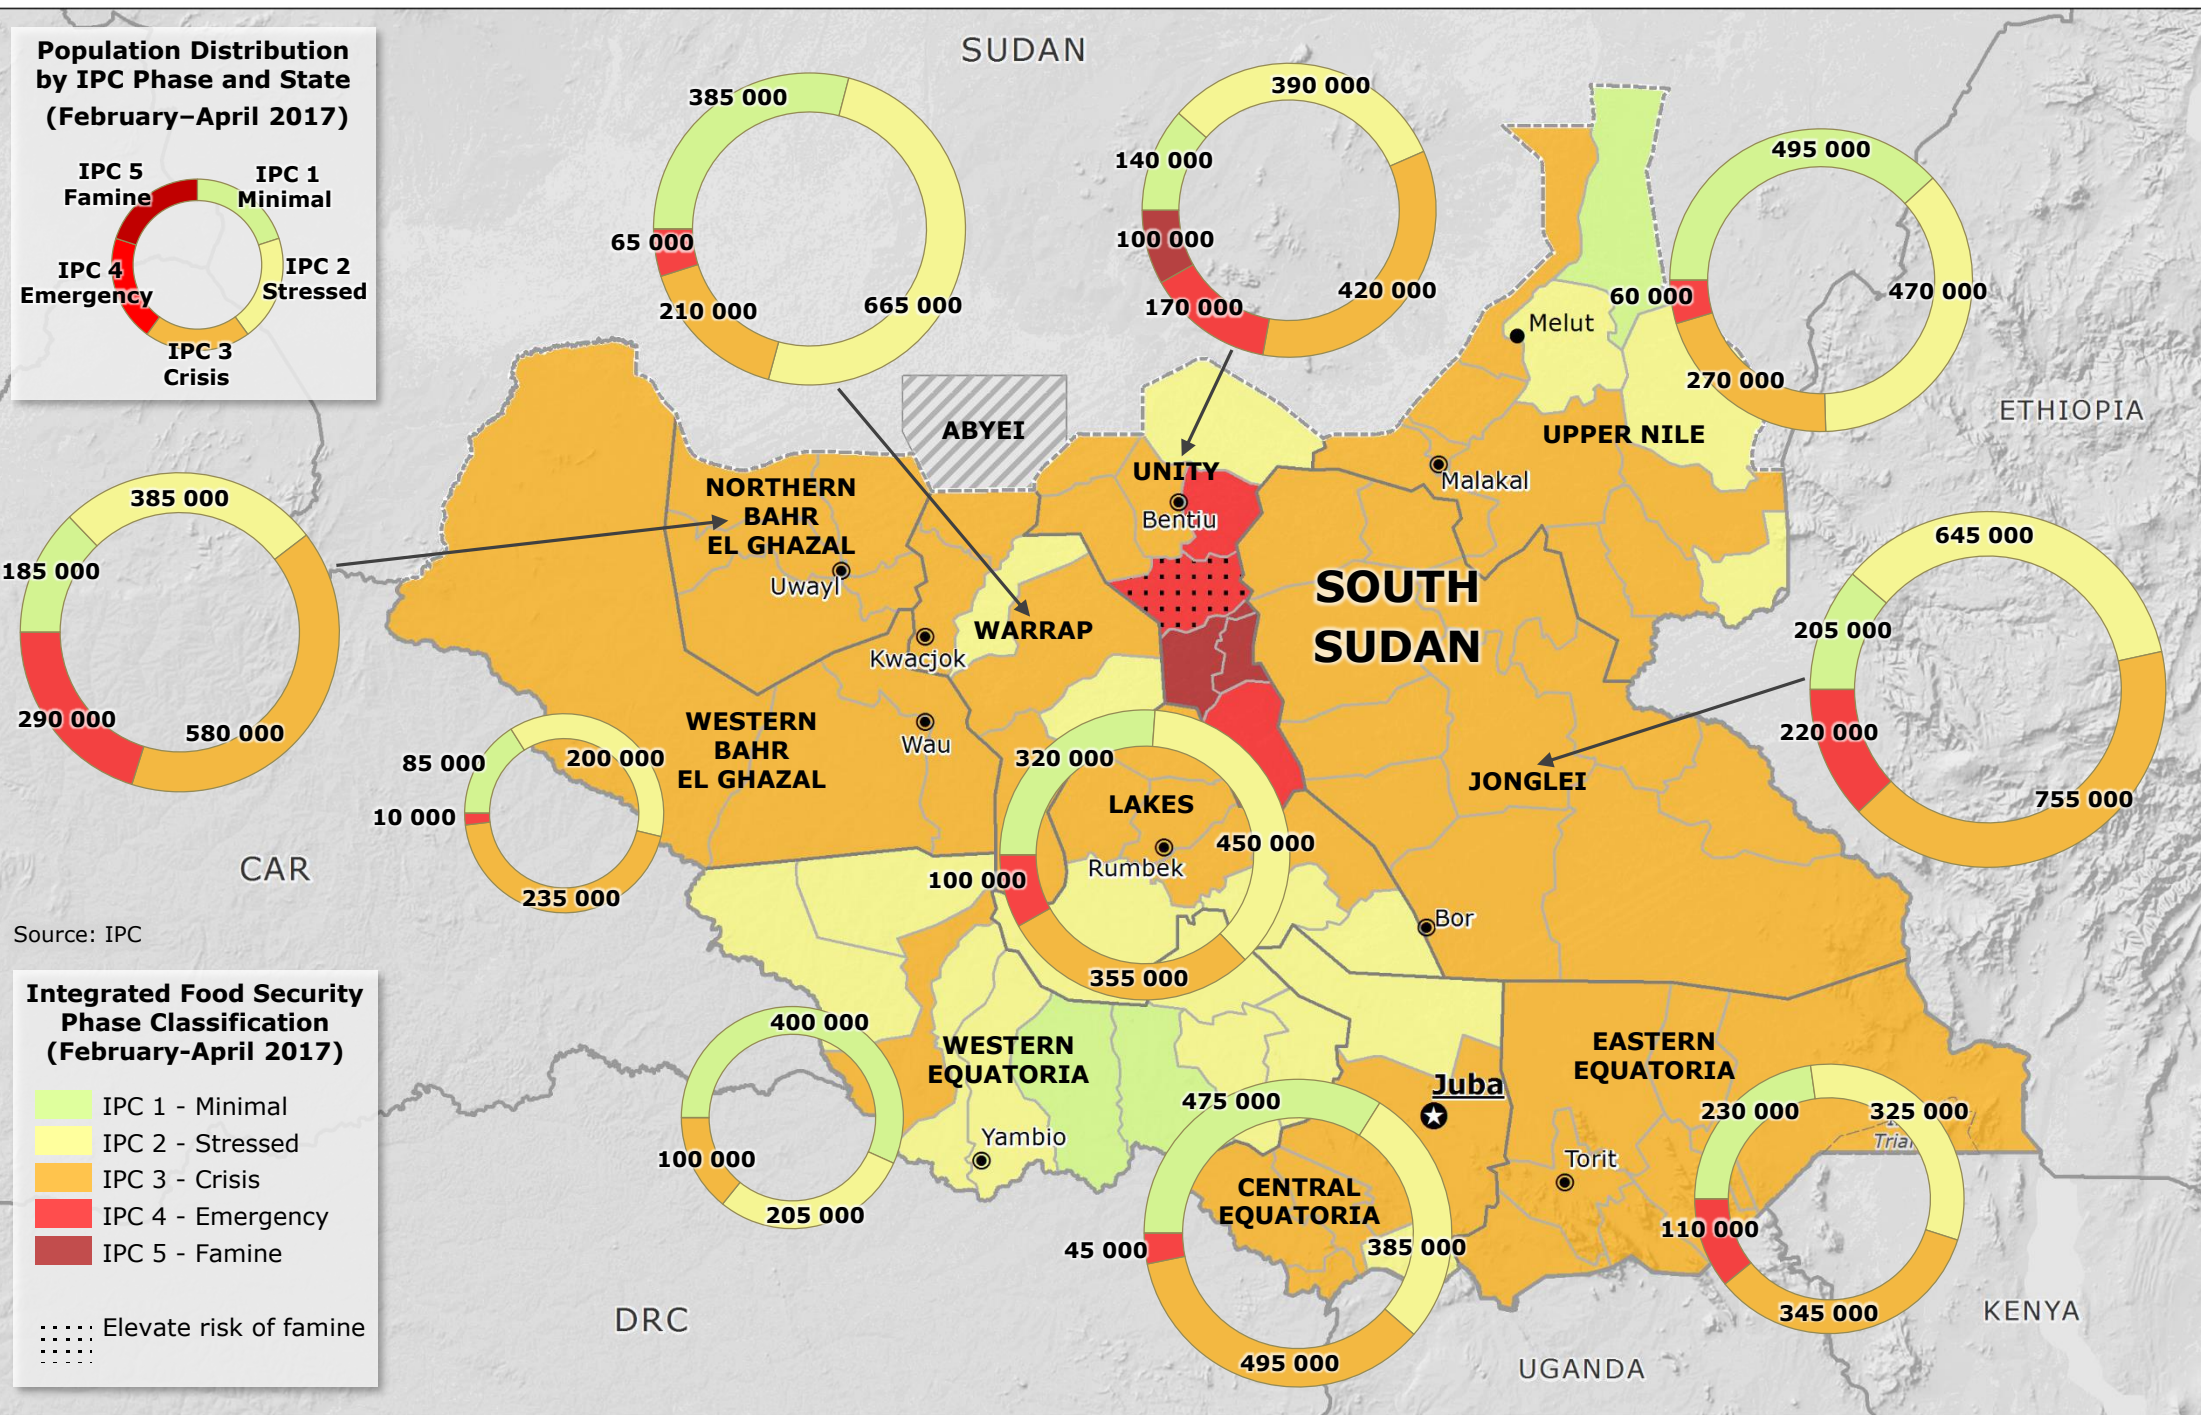 Population Distribution
by IPC Phase and State
(February–April 2017)
IPC 5
Famine
IPC 1
Minimal
IPC 4
Emergency
IPC 2
Stressed
IPC 3
Crisis
SUDAN
385 000
65 000
210 000
665 000
390 000
140 000
100 000
170 000
420 000
495 000
60 000
470 000
270 000
Melut
ETHIOPIA
ABYEI
UPPER NILE
Malakal
UNITY
Bentiu
NORTHERN
BAHR
EL GHAZAL
Uwayl
385 000
185 000
290 000
580 000
SOUTH
SUDAN
WARRAP
Kwacjok
645 000
205 000
220 000
755 000
WESTERN
BAHR
EL GHAZAL
Wau
85 000
200 000
10 000
235 000
320 000
LAKES
450 000
Rumbek
100 000
355 000
JONGLEI
Bor
CAR
Source: IPC
Integrated Food Security
Phase Classification
(February-April 2017)
IPC 1 - Minimal
IPC 2 - Stressed
IPC 3 - Crisis
IPC 4 - Emergency
IPC 5 - Famine
Elevate risk of famine
400 000
100 000
205 000
WESTERN
EQUATORIA
Yambio
475 000
Juba
CENTRAL
EQUATORIA
45 000
385 000
495 000
EASTERN
EQUATORIA
Torit
230 000
325 000
110 000
345 000
DRC
UGANDA
KENYA